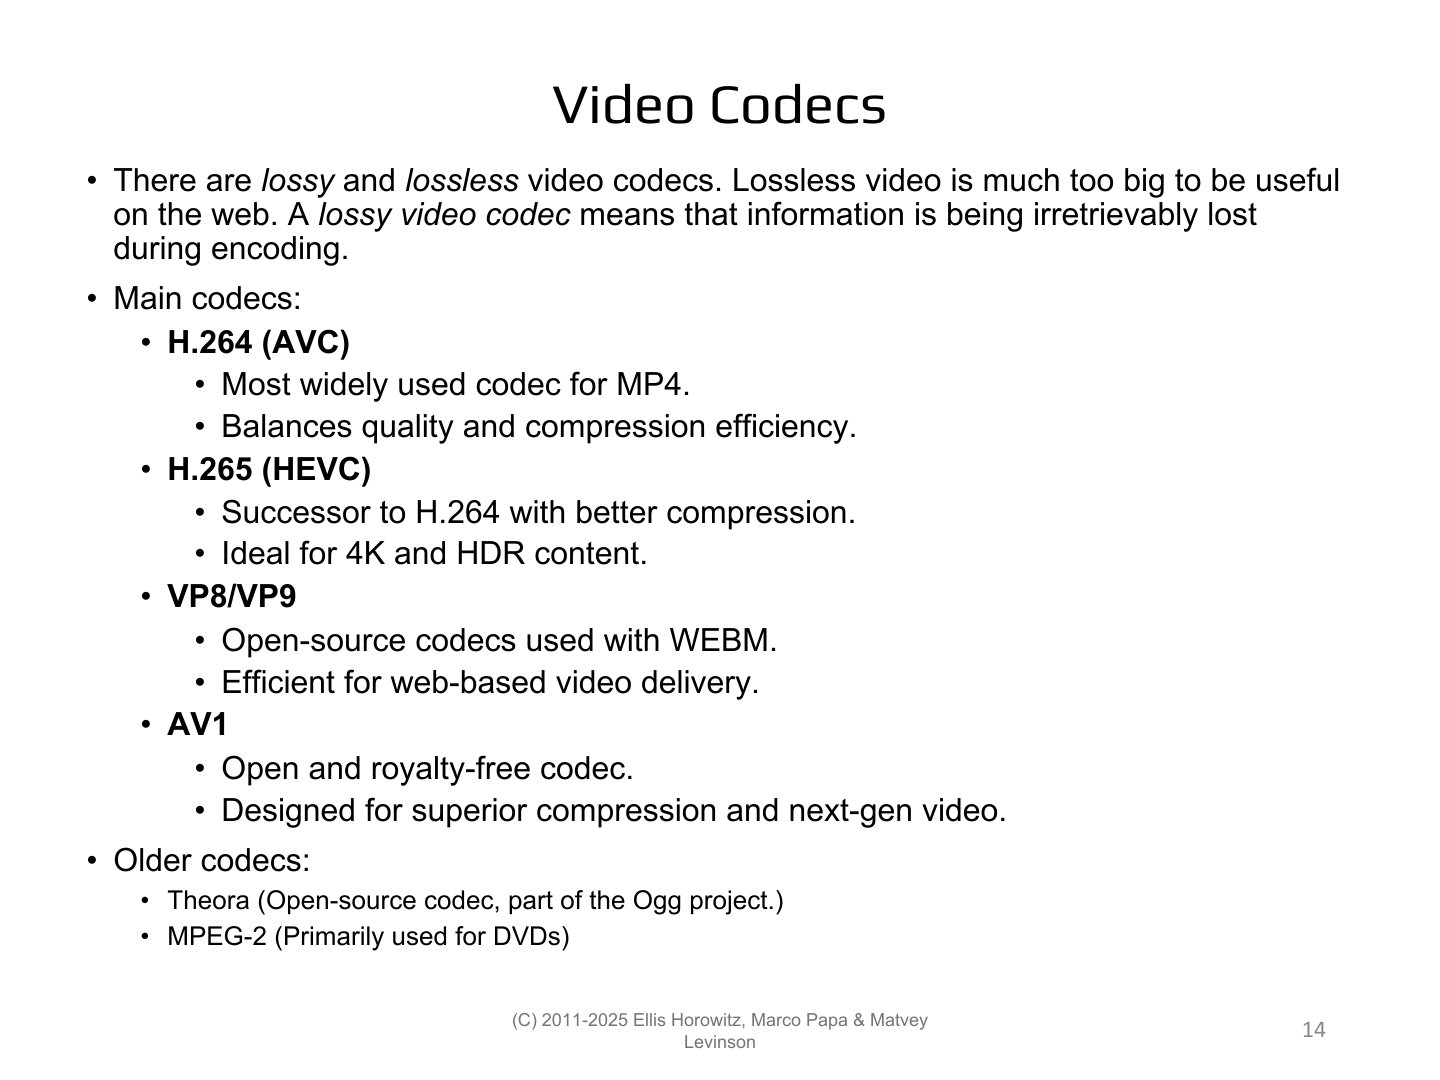 Video Codecs
• There are lossy and lossless video codecs. Lossless video is much too big to be useful
on the web. A lossy video codec means that information is being irretrievably lost
during encoding.
• Main codecs:
• H.264 (AVC)
• Most widely used codec for MP4.
• Balances quality and compression efficiency.
• H.265 (HEVC)
• Successor to H.264 with better compression.
• Ideal for 4K and HDR content.
• VP8/VP9
• Open-source codecs used with WEBM.
• Efficient for web-based video delivery.
• AV1
• Open and royalty-free codec.
• Designed for superior compression and next-gen video.
• Older codecs:
• Theora (Open-source codec, part of the Ogg project.)
• MPEG-2 (Primarily used for DVDs)
(C) 2011-2025 Ellis Horowitz, Marco Papa & Matvey
Levinson
14